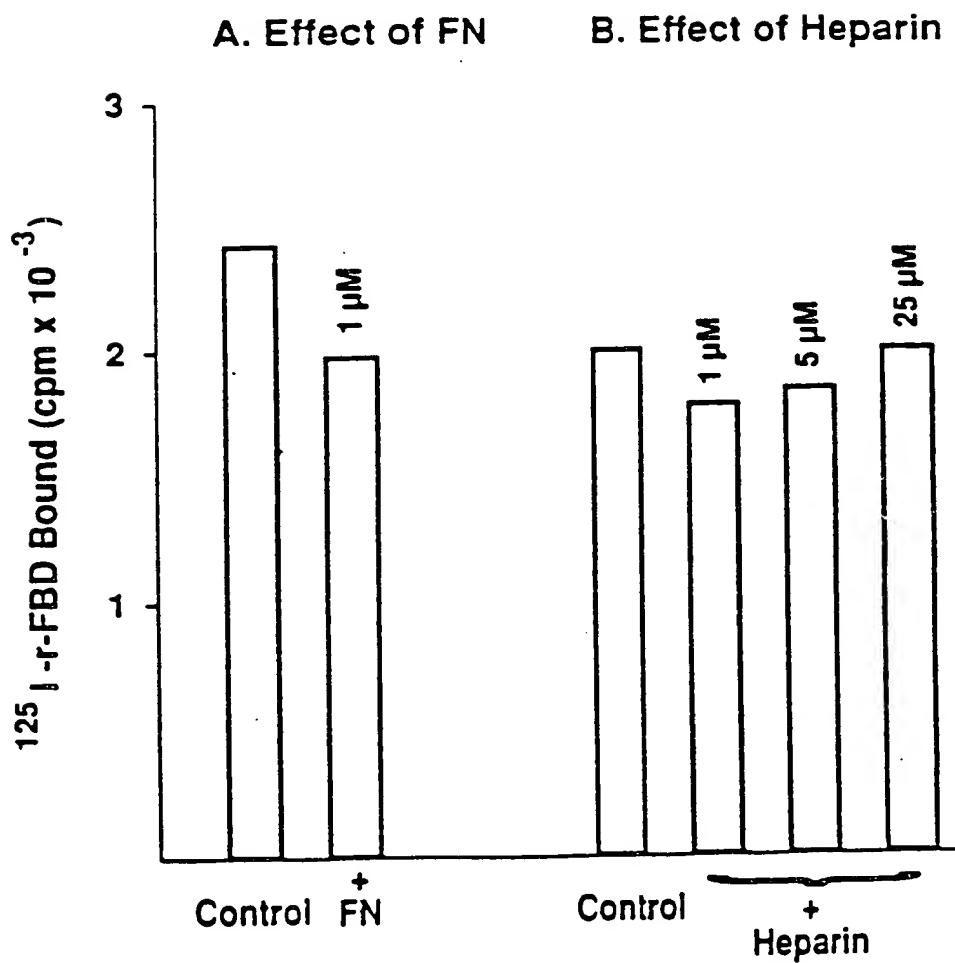 A. Effect of FN
B. Effect of Heparin
3
2
1
¹²⁵I-r-FBD Bound (cpm x 10⁻³)
1 µM
1 µM
5 µM
25 µM
Control
+
FN
Control
+
Heparin